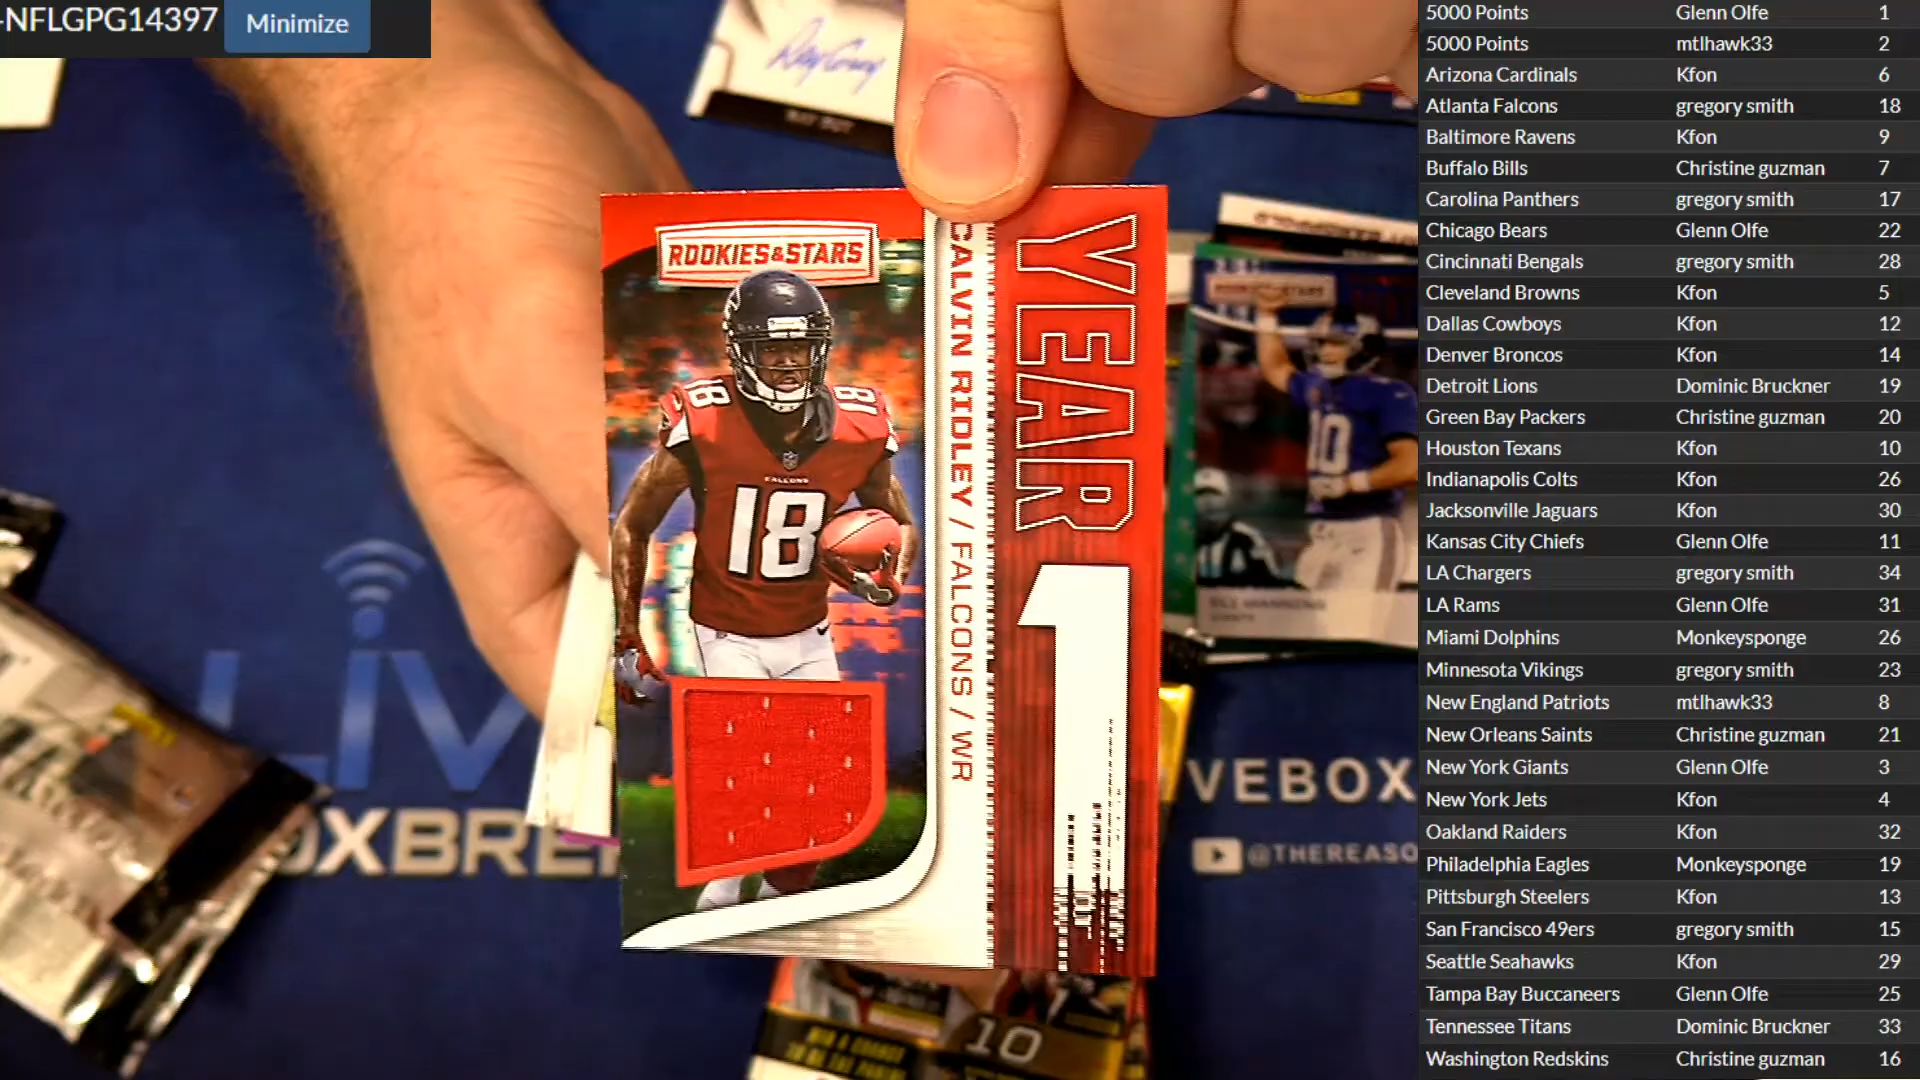 -NFLGPG14397
Minimize
ROOKIES&STARS
CALVIN RIDLEY / FALCONS / WR
YEAR
1
18
18
FALCONS
18
10
10
LIV
OXBRE
VEBOX
@THEREASO
5000 Points Glenn Olfe 1
5000 Points mtlhawk33 2
Arizona Cardinals Kfon 6
Atlanta Falcons gregory smith 18
Baltimore Ravens Kfon 9
Buffalo Bills Christine guzman 7
Carolina Panthers gregory smith 17
Chicago Bears Glenn Olfe 22
Cincinnati Bengals gregory smith 28
Cleveland Browns Kfon 5
Dallas Cowboys Kfon 12
Denver Broncos Kfon 14
Detroit Lions Dominic Bruckner 19
Green Bay Packers Christine guzman 20
Houston Texans Kfon 10
Indianapolis Colts Kfon 26
Jacksonville Jaguars Kfon 30
Kansas City Chiefs Glenn Olfe 11
LA Chargers gregory smith 34
LA Rams Glenn Olfe 31
Miami Dolphins Monkeysponge 26
Minnesota Vikings gregory smith 23
New England Patriots mtlhawk33 8
New Orleans Saints Christine guzman 21
New York Giants Glenn Olfe 3
New York Jets Kfon 4
Oakland Raiders Kfon 32
Philadelphia Eagles Monkeysponge 19
Pittsburgh Steelers Kfon 13
San Francisco 49ers gregory smith 15
Seattle Seahawks Kfon 29
Tampa Bay Buccaneers Glenn Olfe 25
Tennessee Titans Dominic Bruckner 33
Washington Redskins Christine guzman 16